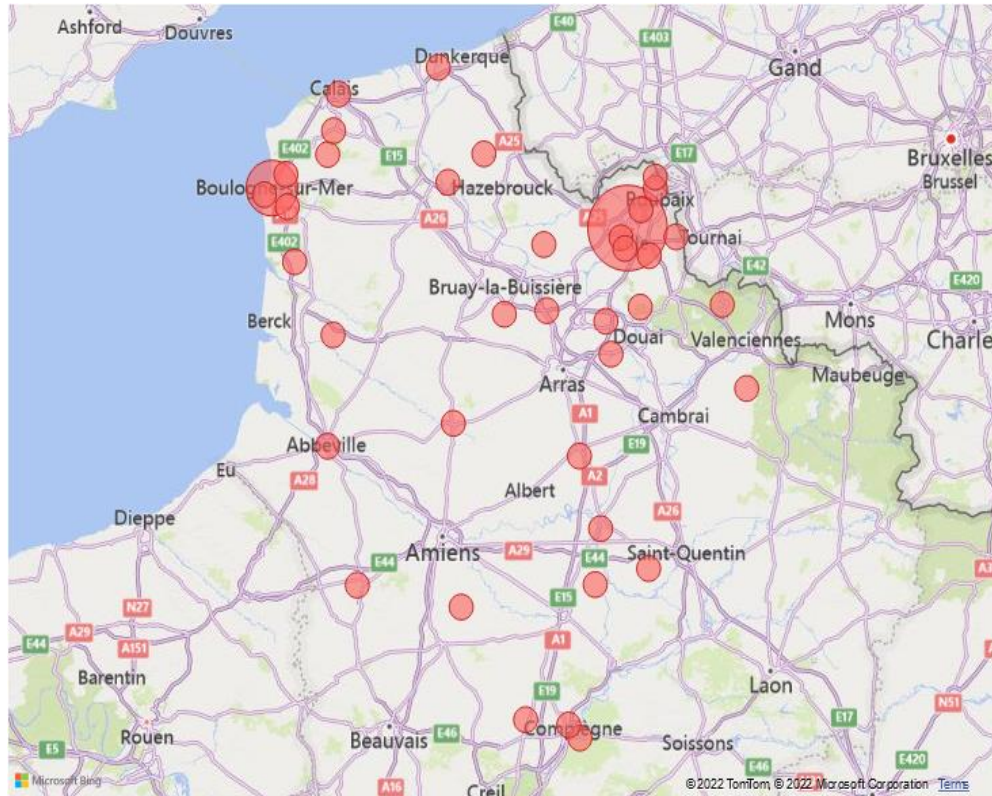 Ashford
Douvres
E40
E403
Dunkerque
Gand
Calais
E402
E15
A25
E17
Bruxelles
Brussel
Boulogne-sur-Mer
Hazebrouck
Roubaix
A26
E402
Tournai
E42
E420
Bruay-la-Buissière
Berck
Douai
Valenciennes
Mons
Charle
Maubeuge
Arras
A1
Cambrai
Abbeville
E19
Eu
A28
A2
Albert
A26
Dieppe
Amiens
A29
E44
Saint-Quentin
E44
E15
N27
A29
A151
E44
A1
Barentin
Laon
E19
N51
Rouen
Compiègne
E17
E5
Beauvais
E46
Soissons
E46
E420
A16
Creil
Microsoft Bing
©2022 TomTom, © 2022 Microsoft Corporation Terms